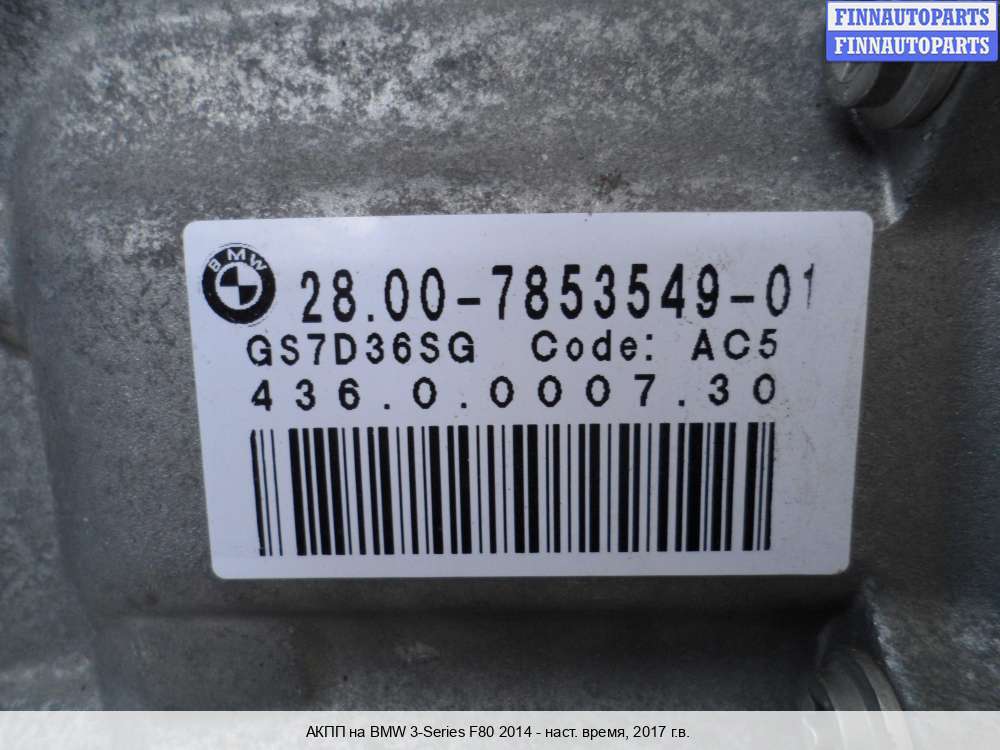 FINNAUTOPARTS
FINNAUTOPARTS
BMW
28.00-7853549-01
GS7D36SG Code: AC5
436.0.0007.30
АКПП на BMW 3-Series F80 2014 - наст. время, 2017 г.в.